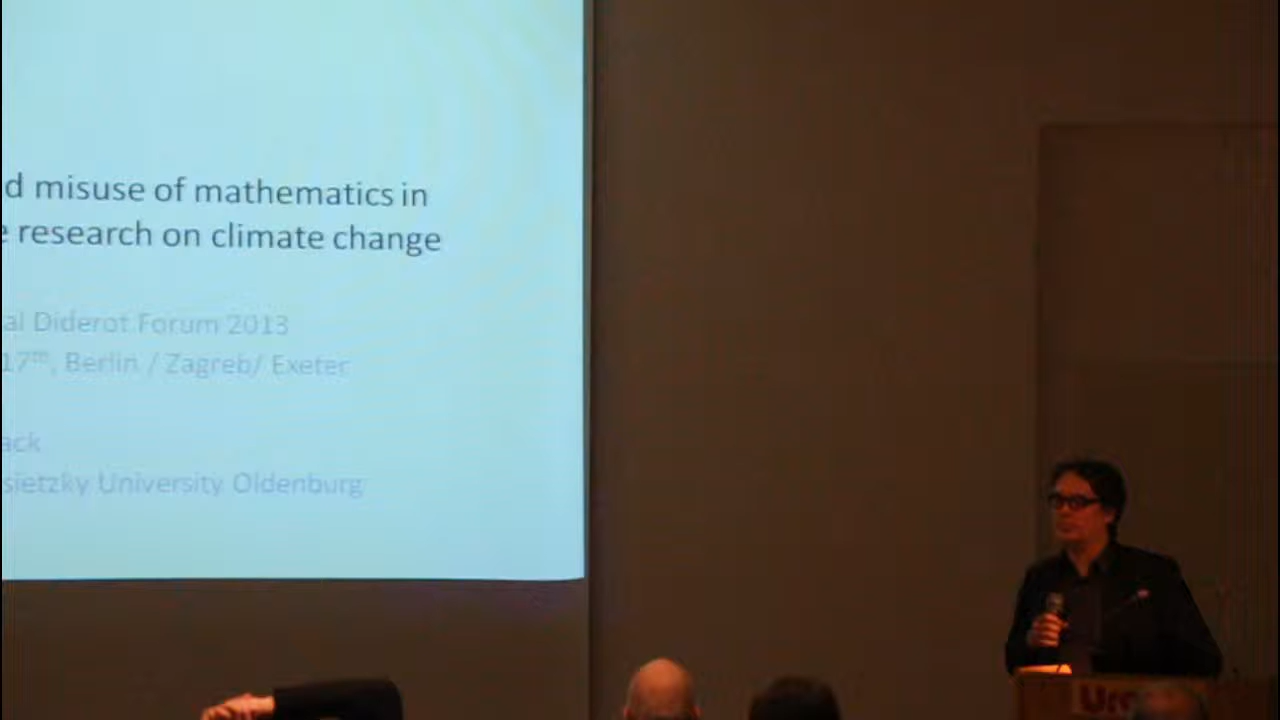 d misuse of mathematics in
e research on climate change
al Diderot Forum 2013
17th, Berlin / Zagreb/ Exeter
ack
sietzky University Oldenburg